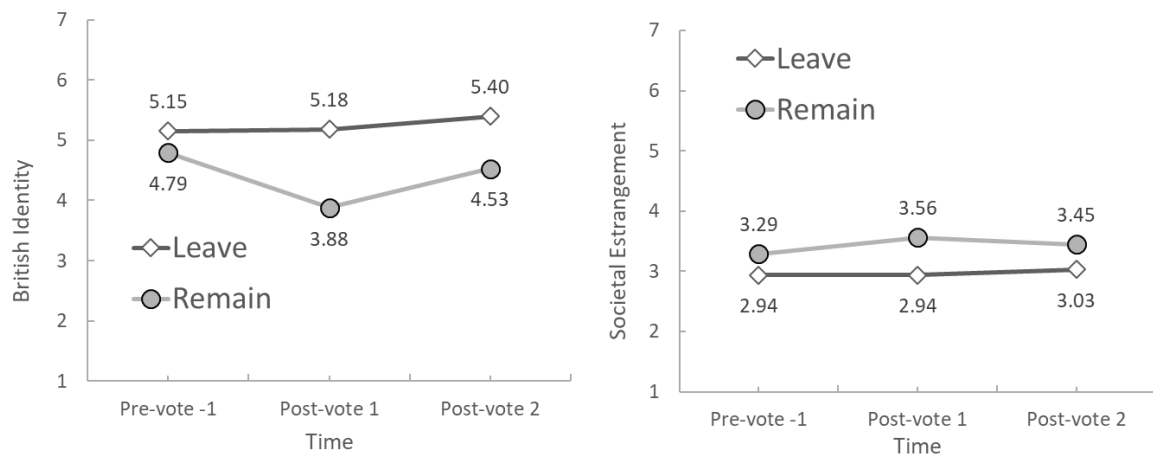 British Identity
7
6
5
4
3
2
1
5.15
5.18
5.40
4.79
3.88
4.53
Leave
Remain
Pre-vote -1
Post-vote 1
Post-vote 2
Time
Societal Estrangement
7
6
5
4
3
2
1
Leave
Remain
3.29
3.56
3.45
2.94
2.94
3.03
Pre-vote -1
Post-vote 1
Post-vote 2
Time